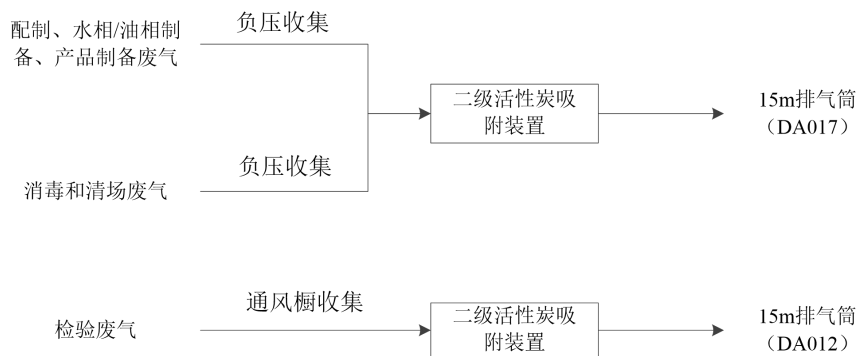 配制、水相/油相制
备、产品制备废气
负压收集
二级活性炭吸
附装置
15m排气筒
（DA017）
消毒和清场废气
负压收集
检验废气
通风橱收集
二级活性炭吸
附装置
15m排气筒
（DA012）